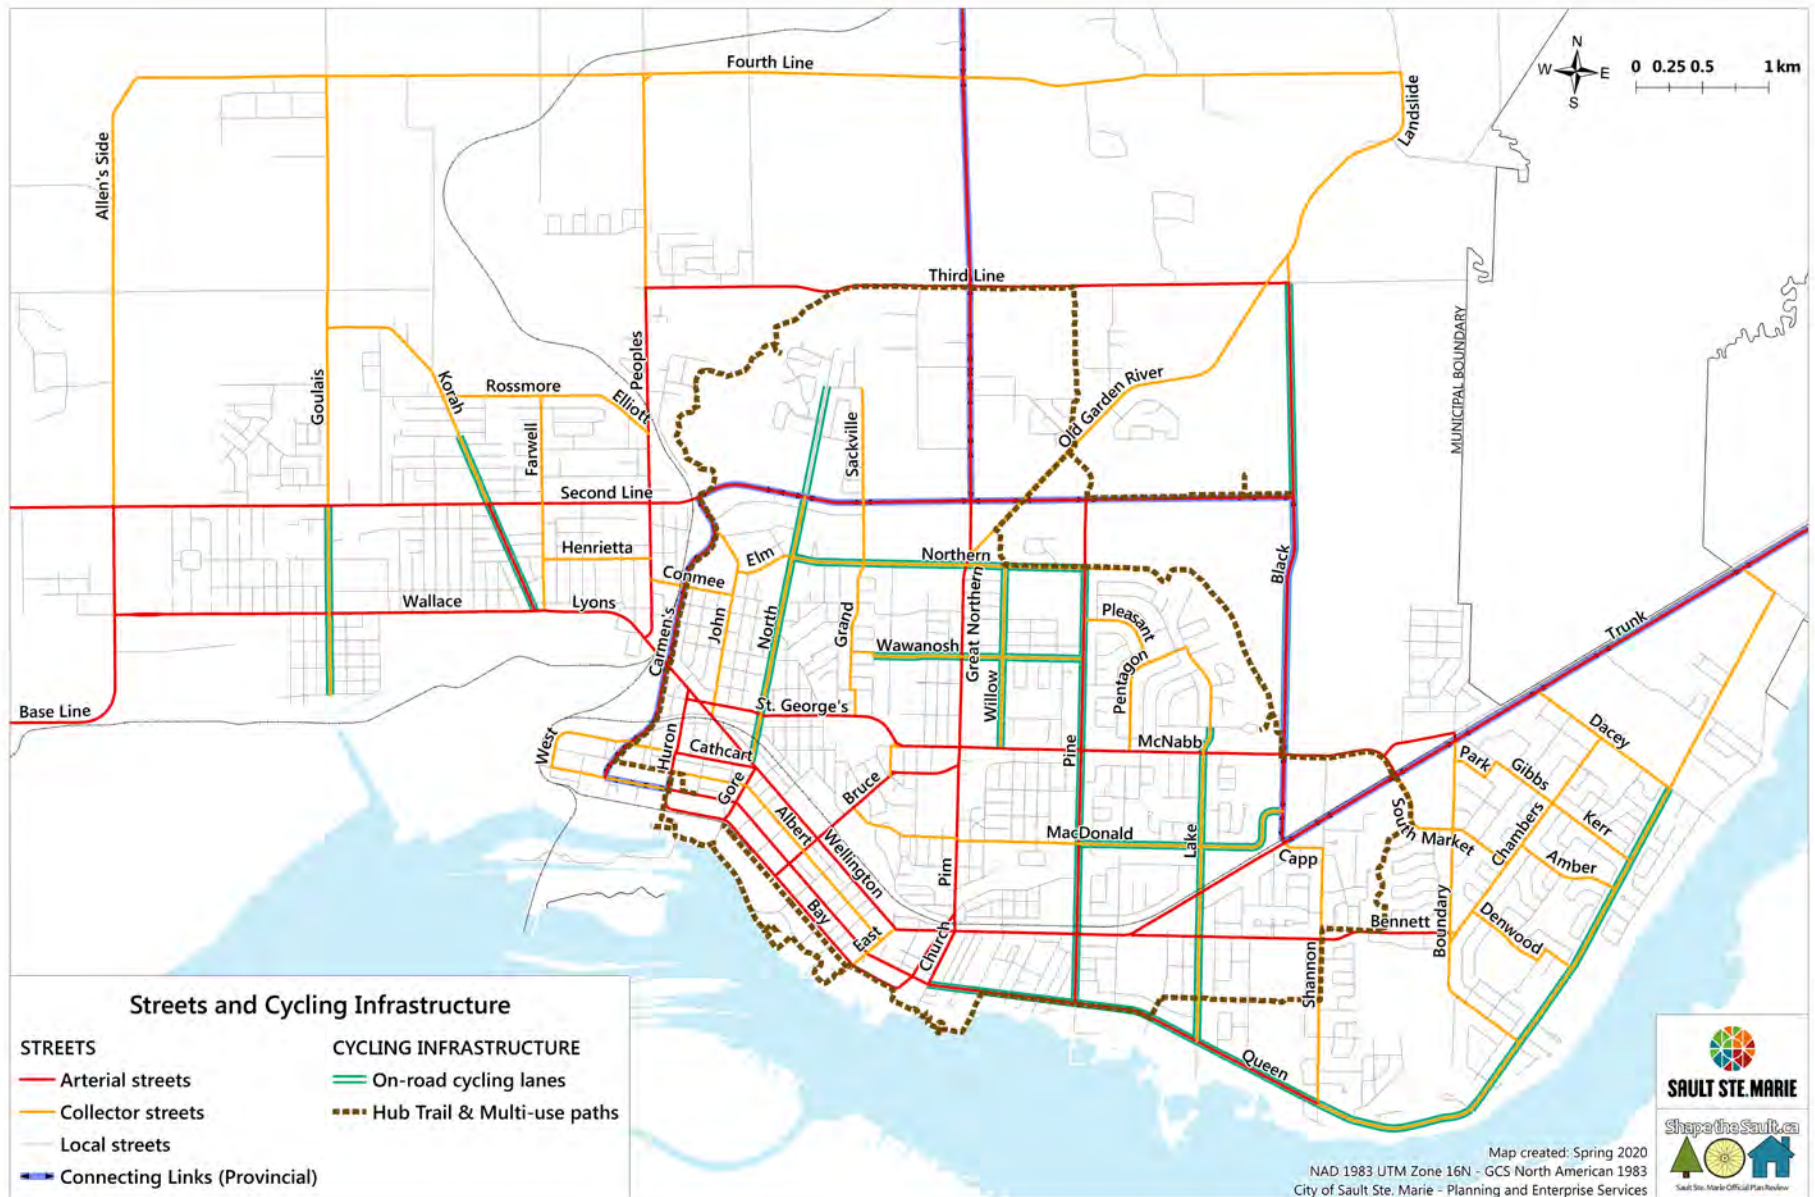 Fourth Line
N
W E
S
0 0.25 0.5 1 km
Landslide
Allen's Side
Third Line
MUNICIPAL BOUNDARY
Peoples
Goulais
Korah
Rossmore
Elliott
Old Garden River
Farwell
Sackville
Second Line
Henrietta
Conmee
Elm
Northern
Black
Wallace
Lyons
Carmen's
John
North
Grand
Wawanosh
Great Northern
Willow
Pleasant
Pentagon
Trunk
Base Line
St. George's
West
Huron
Cathcart
Gore
Bruce
Pine
McNabb
Dacey
Park
Gibbs
Kerr
Albert
Wellington
MacDonald
Lake
Capp
South Market
Chambers
Amber
Pim
Bay
East
Church
Bennett
Boundary
Denwood
Shannon
Queen
Streets and Cycling Infrastructure
STREETS
Arterial streets
Collector streets
Local streets
Connecting Links (Provincial)
CYCLING INFRASTRUCTURE
On-road cycling lanes
Hub Trail & Multi-use paths
SAULT STE.MARIE
ShapetheSault.ca
Sault Ste. Marie Official Plan Review
Map created: Spring 2020
NAD 1983 UTM Zone 16N - GCS North American 1983
City of Sault Ste. Marie - Planning and Enterprise Services